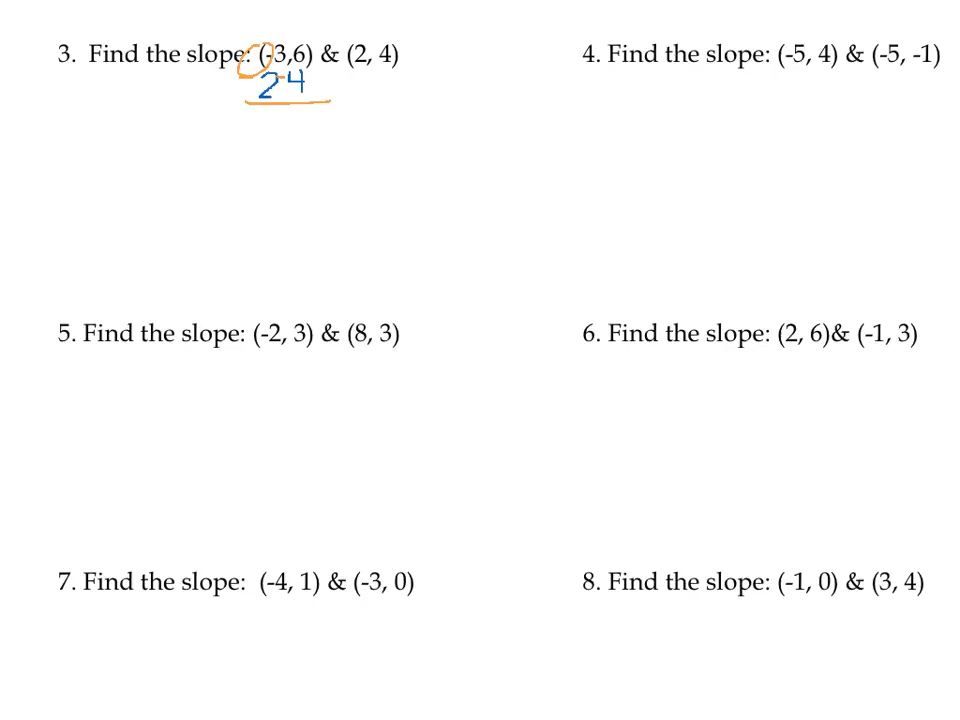 3. Find the slope: (-3,6) & (2, 4)
2 4
4. Find the slope: (-5, 4) & (-5, -1)
5. Find the slope: (-2, 3) & (8, 3)
6. Find the slope: (2, 6)& (-1, 3)
7. Find the slope: (-4, 1) & (-3, 0)
8. Find the slope: (-1, 0) & (3, 4)